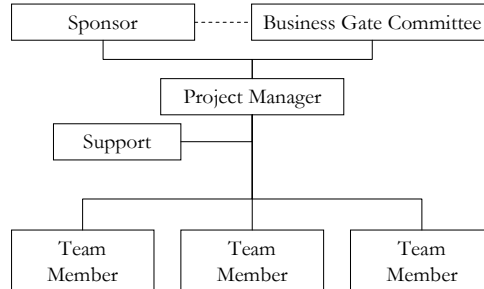 Sponsor
Business Gate Committee
Project Manager
Support
Team
Member
Team
Member
Team
Member